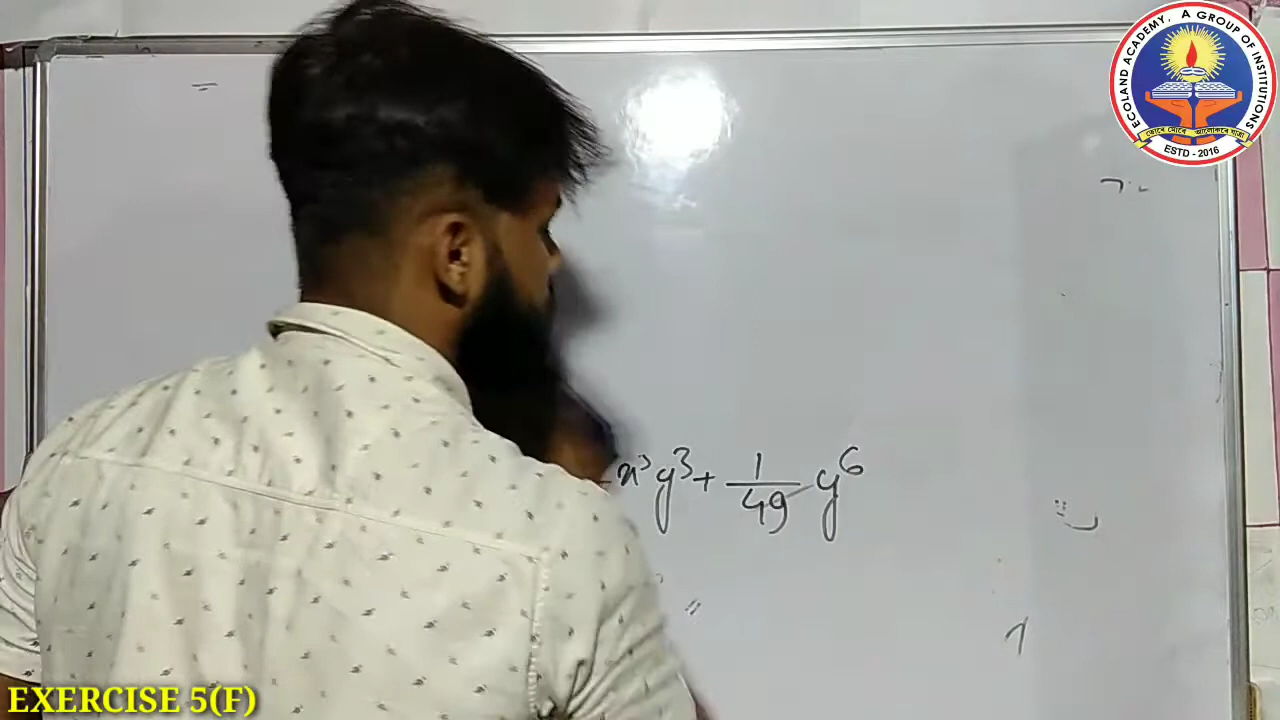 ECOLAND ACADEMY, A GROUP OF INSTITUTIONS
ESTD - 2016
x³y³ + 1/49 y⁶
EXERCISE 5(F)